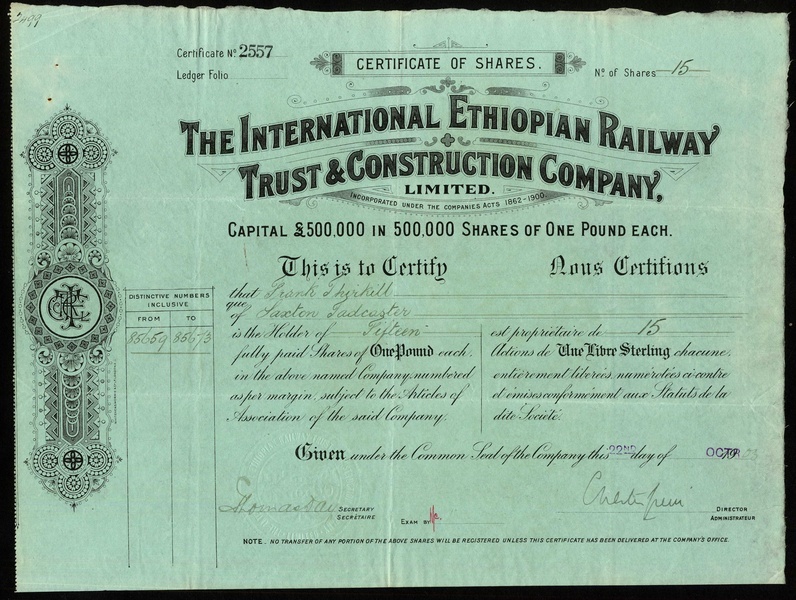 2499
Certificate No. 2557
Ledger Folio
CERTIFICATE OF SHARES.
No. of Shares 15
THE INTERNATIONAL ETHIOPIAN RAILWAY
TRUST & CONSTRUCTION COMPANY,
LIMITED.
INCORPORATED UNDER THE COMPANIES ACTS 1862-1900.
CAPITAL £500,000 IN 500,000 SHARES OF ONE POUND EACH.
This is to Certify
that Frank Thirkill
que
of Saxton Tadcaster
is the Holder of Fifteen
fully paid Shares of One Pound each,
in the above named Company, numbered
as per margin, subject to the Articles of
Association of the said Company.
Nous Certifions
est propriétaire de 15
Actions de Une Libre Sterling chacune,
entièrement liberées, numérotées ci-contre
et émises conformément aux Statuts de la
dite Société.
DISTINCTIVE NUMBERS
INCLUSIVE
FROM TO
85659 85673
Given under the Common Seal of the Company this 22ND day of OCT 1903
Thomas Day
SECRETARY
SECRÉTAIRE
EXAM BY
DIRECTOR
ADMINISTRATEUR
NOTE. NO TRANSFER OF ANY PORTION OF THE ABOVE SHARES WILL BE REGISTERED UNLESS THIS CERTIFICATE HAS BEEN DELIVERED AT THE COMPANY'S OFFICE.